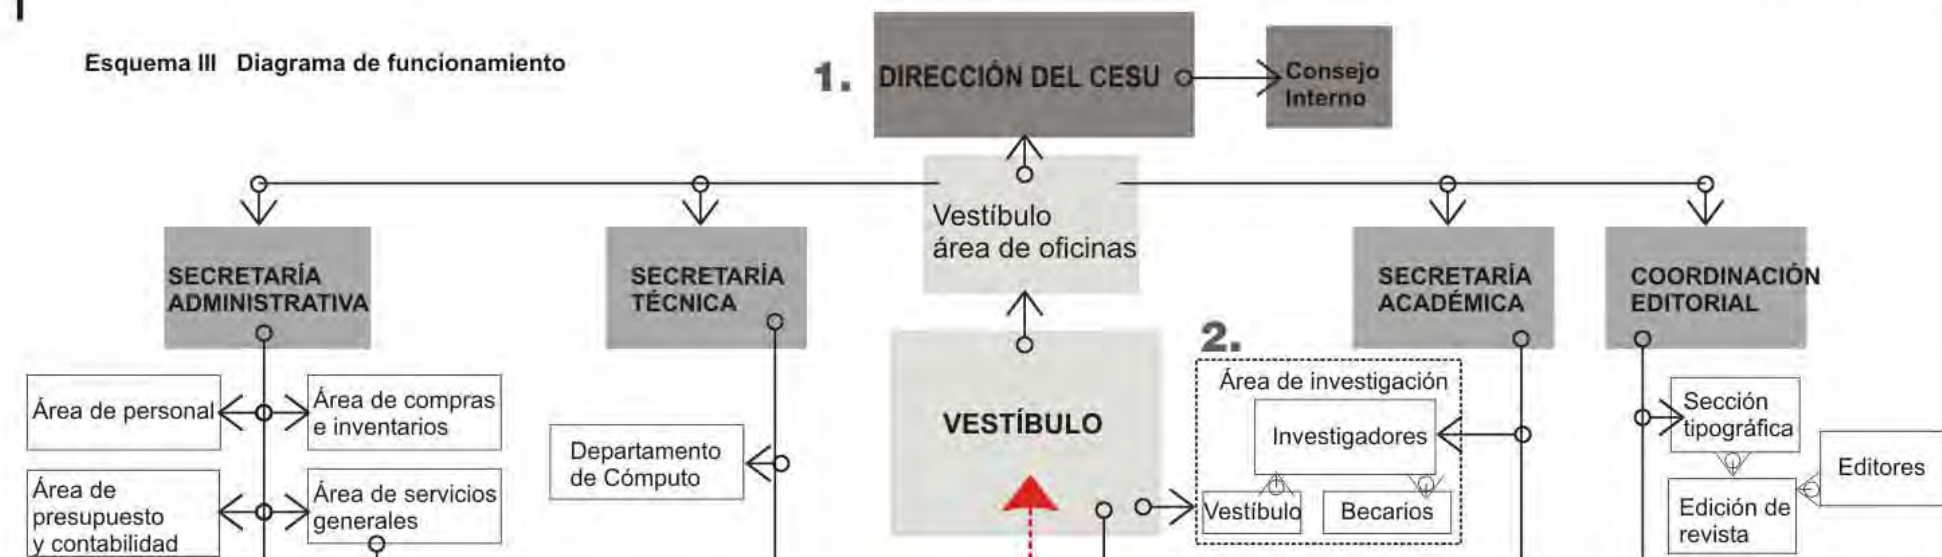 Esquema III Diagrama de funcionamiento
1.
DIRECCIÓN DEL CESU
Consejo
Interno
Vestíbulo
área de oficinas
SECRETARÍA
ADMINISTRATIVA
SECRETARÍA
TÉCNICA
SECRETARÍA
ACADÉMICA
COORDINACIÓN
EDITORIAL
Área de personal
Área de compras
e inventarios
Área de
presupuesto
y contabilidad
Área de servicios
generales
Departamento
de Cómputo
VESTÍBULO
2.
Área de investigación
Investigadores
Vestíbulo
Becarios
Sección
tipográfica
Editores
Edición de
revista